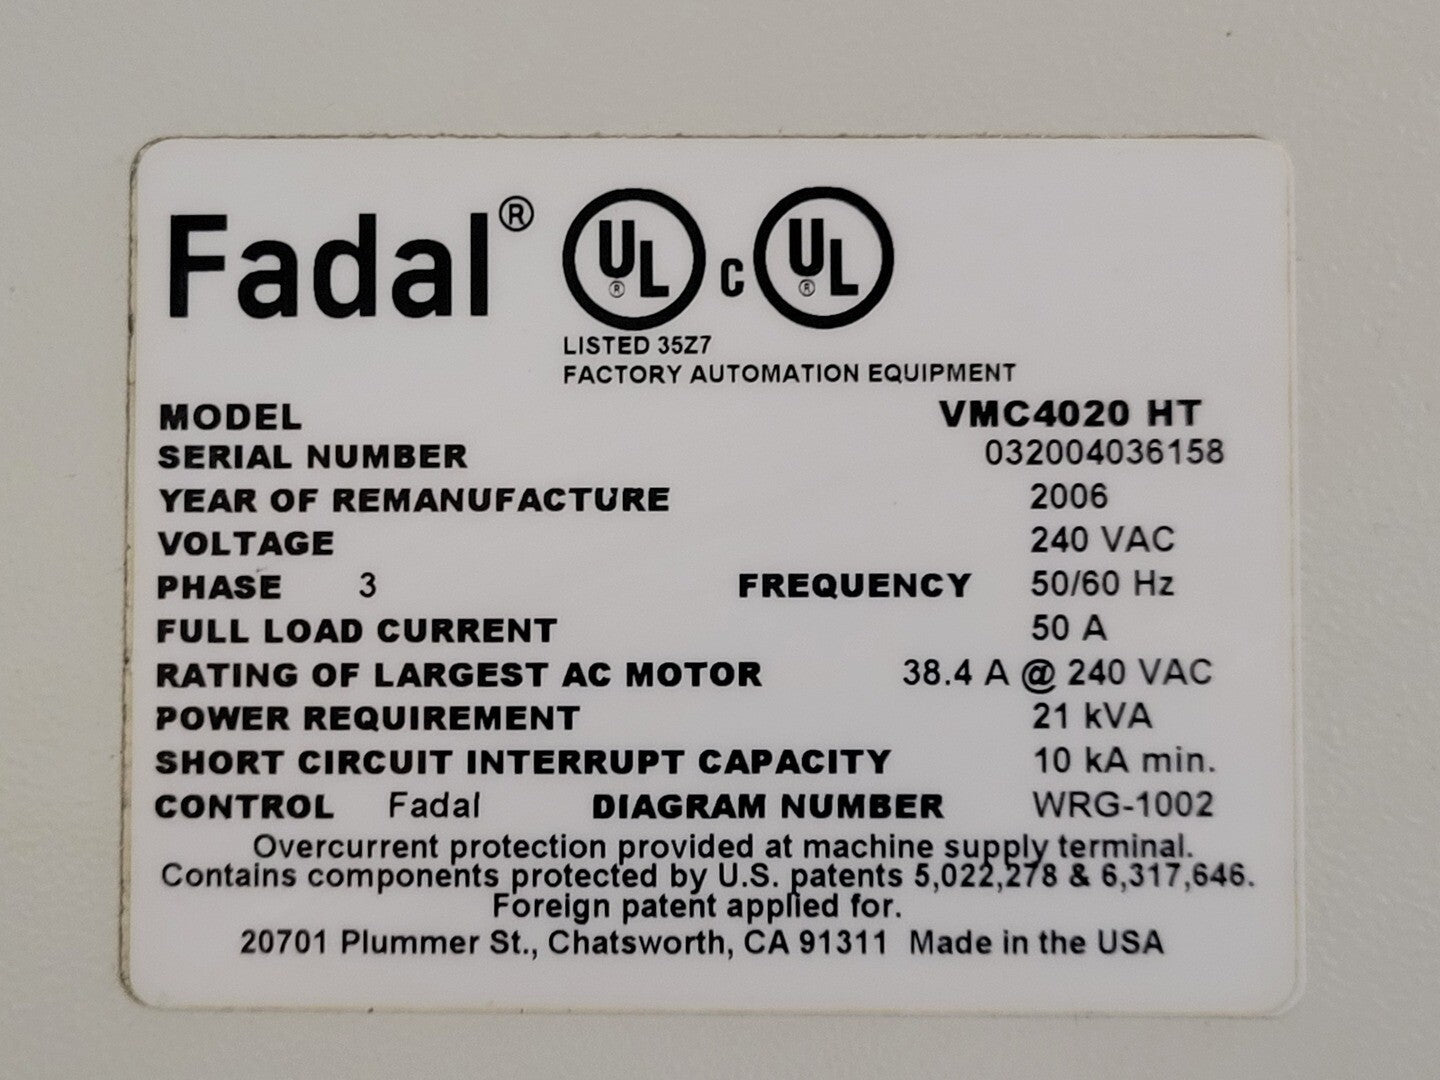 Fadal® UL® c UL®
LISTED 35Z7
FACTORY AUTOMATION EQUIPMENT
MODEL VMC4020 HT
SERIAL NUMBER 032004036158
YEAR OF REMANUFACTURE 2006
VOLTAGE 240 VAC
PHASE 3 FREQUENCY 50/60 Hz
FULL LOAD CURRENT 50 A
RATING OF LARGEST AC MOTOR 38.4 A @ 240 VAC
POWER REQUIREMENT 21 kVA
SHORT CIRCUIT INTERRUPT CAPACITY 10 kA min.
CONTROL Fadal DIAGRAM NUMBER WRG-1002
Overcurrent protection provided at machine supply terminal.
Contains components protected by U.S. patents 5,022,278 & 6,317,646.
Foreign patent applied for.
20701 Plummer St., Chatsworth, CA 91311 Made in the USA